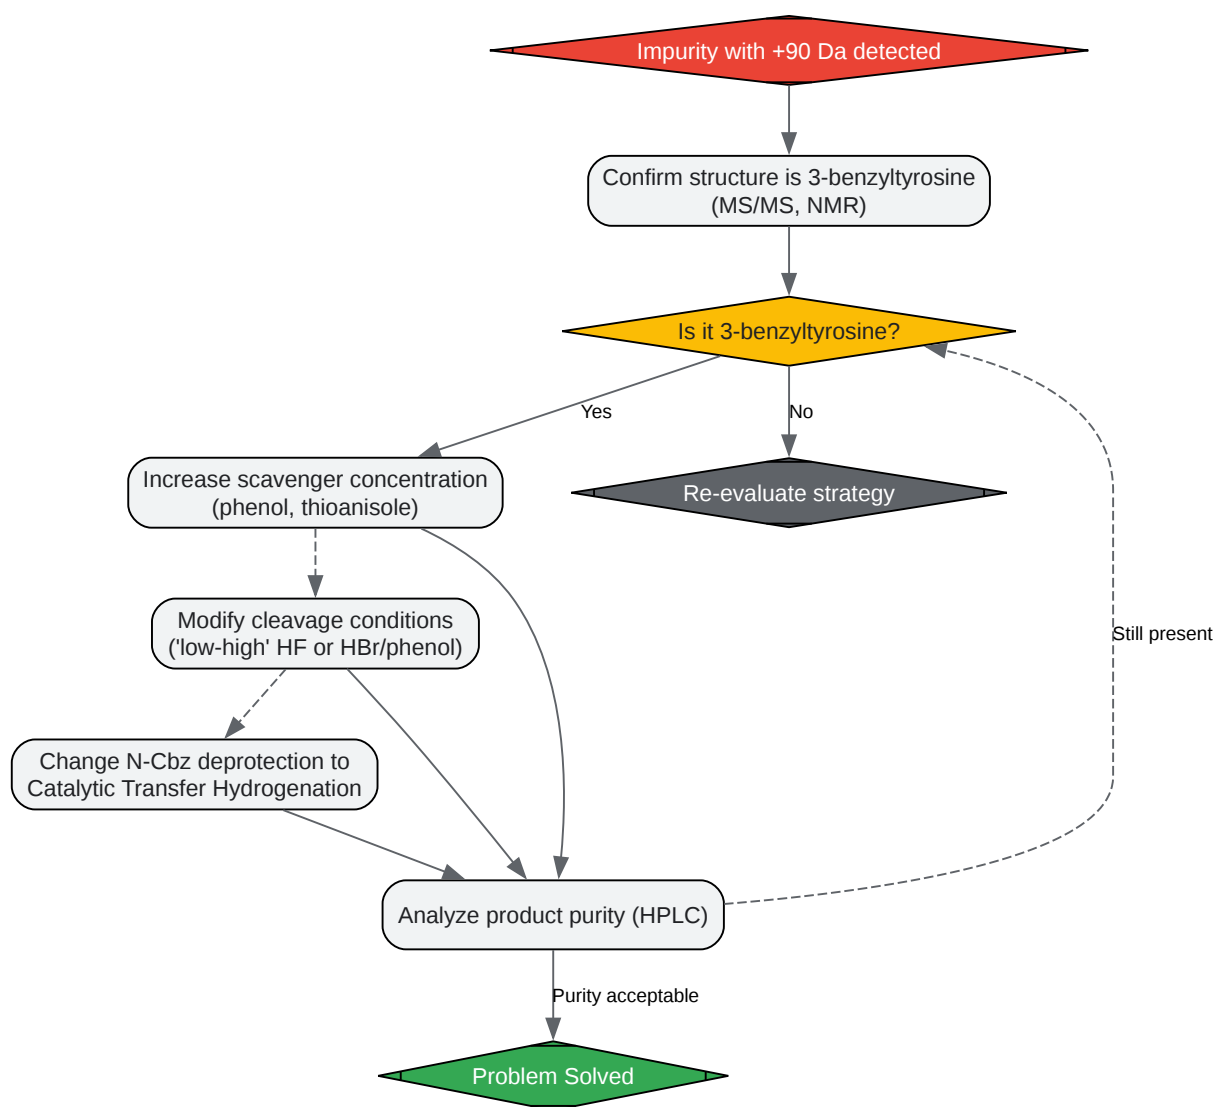 Impurity with +90 Da detected
Confirm structure is 3-benzyltyrosine
(MS/MS, NMR)
Is it 3-benzyltyrosine?
Yes
No
Increase scavenger concentration
(phenol, thioanisole)
Re-evaluate strategy
Modify cleavage conditions
('low-high' HF or HBr/phenol)
Still present
Change N-Cbz deprotection to
Catalytic Transfer Hydrogenation
Analyze product purity (HPLC)
Purity acceptable
Problem Solved